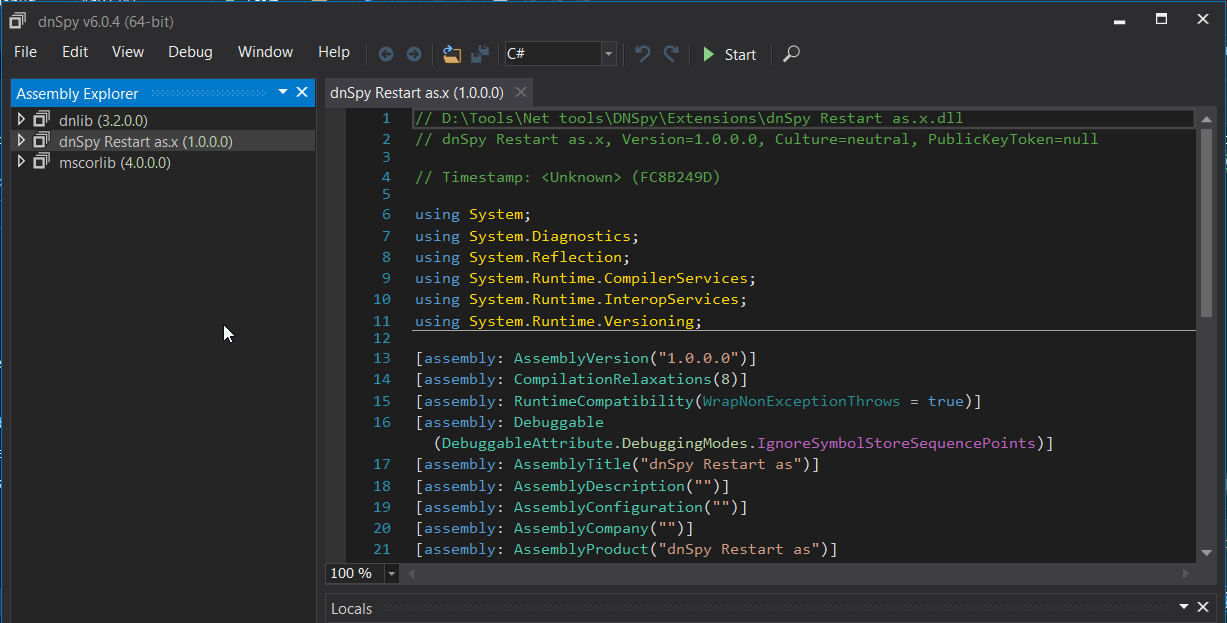 dnSpy v6.0.4 (64-bit)
File Edit View Debug Window Help C# Start
Assembly Explorer
dnlib (3.2.0.0)
dnSpy Restart as.x (1.0.0.0)
mscorlib (4.0.0.0)
dnSpy Restart as.x (1.0.0.0)
1 // D:\Tools\Net tools\DNSpy\Extensions\dnSpy Restart as.x.dll
2 // dnSpy Restart as.x, Version=1.0.0.0, Culture=neutral, PublicKeyToken=null
3
4 // Timestamp: <Unknown> (FC8B249D)
5
6 using System;
7 using System.Diagnostics;
8 using System.Reflection;
9 using System.Runtime.CompilerServices;
10 using System.Runtime.InteropServices;
11 using System.Runtime.Versioning;
12
13 [assembly: AssemblyVersion("1.0.0.0")]
14 [assembly: CompilationRelaxations(8)]
15 [assembly: RuntimeCompatibility(WrapNonExceptionThrows = true)]
16 [assembly: Debuggable
(DebuggableAttribute.DebuggingModes.IgnoreSymbolStoreSequencePoints)]
17 [assembly: AssemblyTitle("dnSpy Restart as")]
18 [assembly: AssemblyDescription("")]
19 [assembly: AssemblyConfiguration("")]
20 [assembly: AssemblyCompany("")]
21 [assembly: AssemblyProduct("dnSpy Restart as")]
100 %
Locals